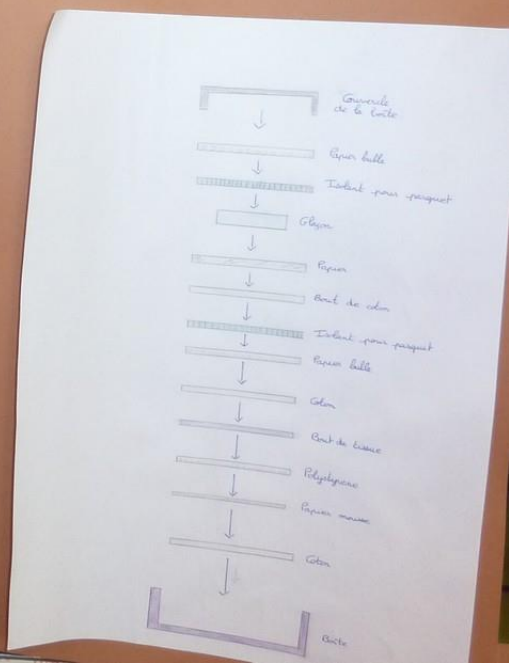 Couvercle
de la boîte
Papier bulle
Isolant pour parquet
Glaçon
Papier
Bout de coton
Isolant pour parquet
Papier bulle
Coton
Bout de tissue
Polystyrène
Papier mousse
Coton
Boîte